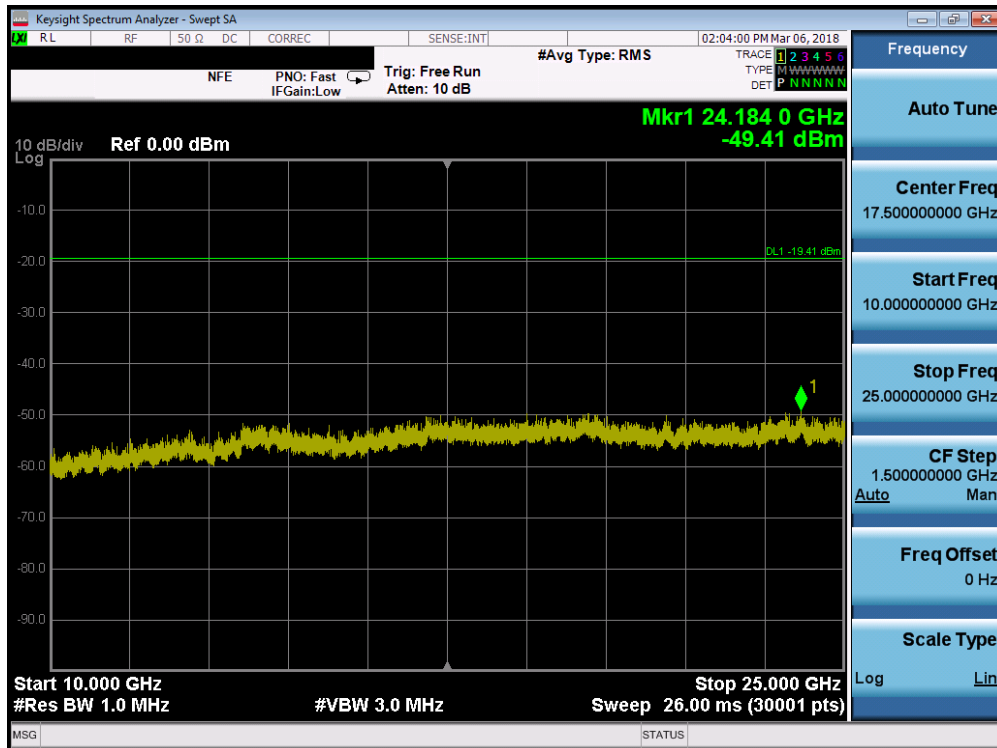 Keysight Spectrum Analyzer - Swept SA
LXI RL RF 50 Ω DC CORREC SENSE:INT 02:04:00 PM Mar 06, 2018
Frequency
#Avg Type: RMS
TRACE 1 2 3 4 5 6
TYPE M W W W W W
DET P N N N N N
NFE
PNO: Fast
IFGain:Low
Trig: Free Run
Atten: 10 dB
Auto Tune
Mkr1 24.184 0 GHz
-49.41 dBm
10 dB/div Ref 0.00 dBm
Log
-10.0
-20.0
-30.0
-40.0
-50.0
-60.0
-70.0
-80.0
-90.0
DL1 -19.41 dBm
1
Center Freq
17.500000000 GHz
Start Freq
10.000000000 GHz
Stop Freq
25.000000000 GHz
CF Step
1.500000000 GHz
Auto Man
Freq Offset
0 Hz
Scale Type
Log Lin
Start 10.000 GHz Stop 25.000 GHz
#Res BW 1.0 MHz #VBW 3.0 MHz Sweep 26.00 ms (30001 pts)
MSG STATUS